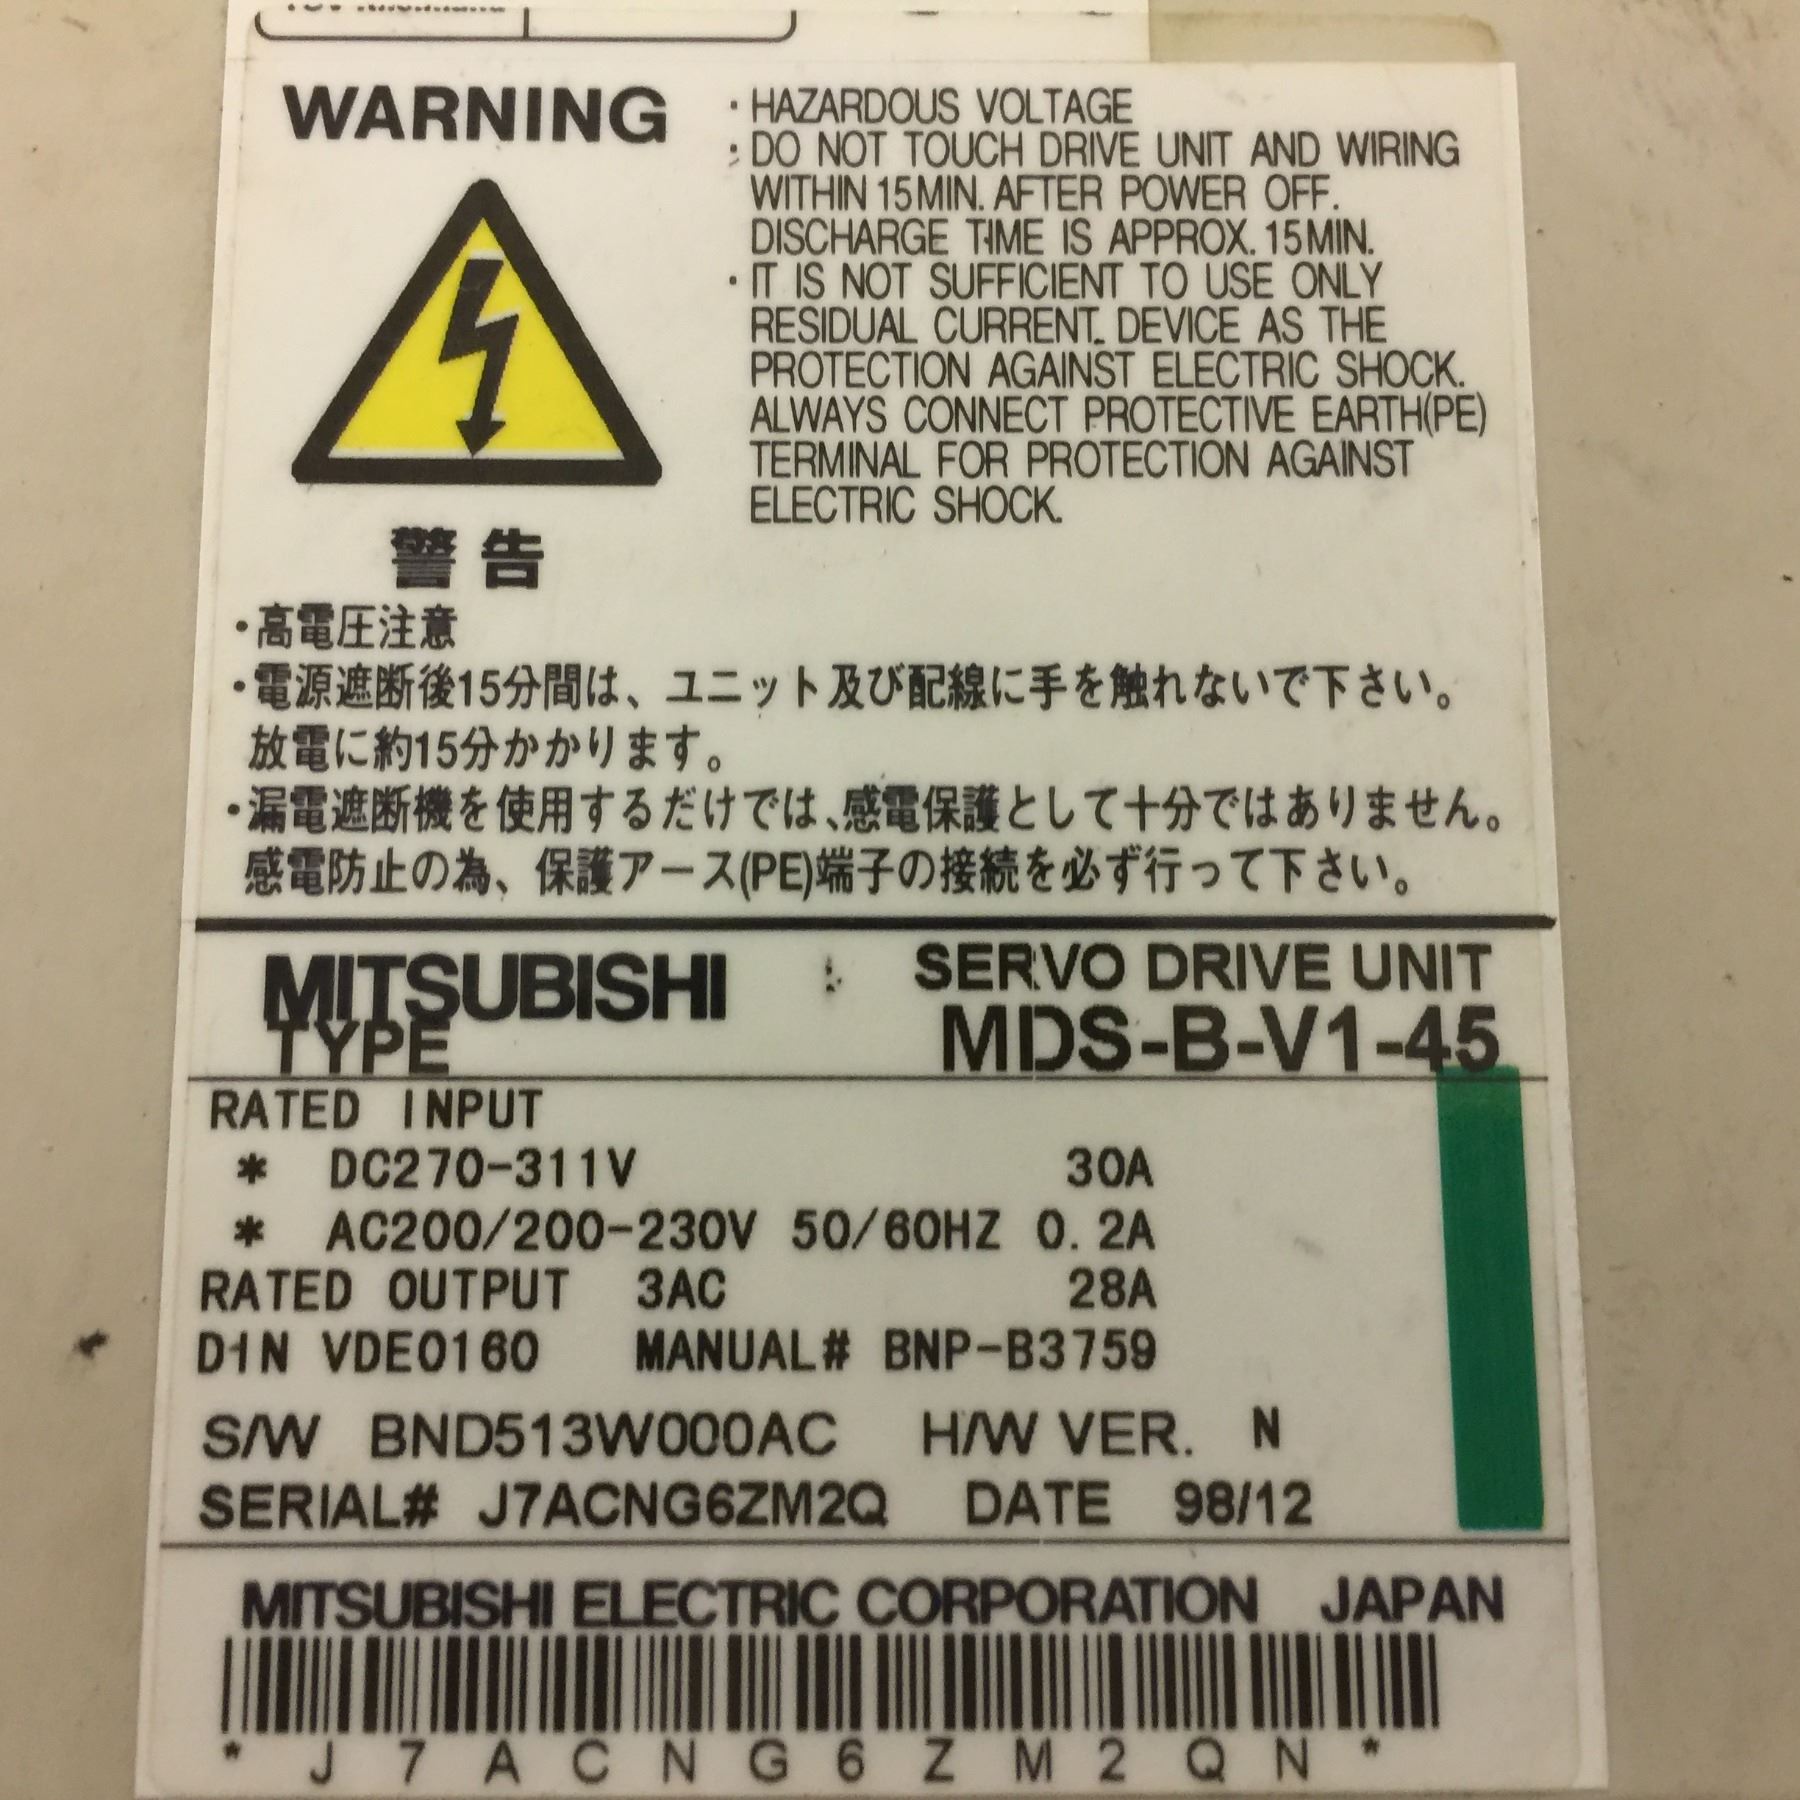 WARNING
・HAZARDOUS VOLTAGE
・DO NOT TOUCH DRIVE UNIT AND WIRING
WITHIN 15MIN. AFTER POWER OFF.
DISCHARGE TIME IS APPROX. 15MIN.
・IT IS NOT SUFFICIENT TO USE ONLY
RESIDUAL CURRENT DEVICE AS THE
PROTECTION AGAINST ELECTRIC SHOCK.
ALWAYS CONNECT PROTECTIVE EARTH(PE)
TERMINAL FOR PROTECTION AGAINST
ELECTRIC SHOCK.
警告
・高電圧注意
・電源遮断後15分間は、ユニット及び配線に手を触れないで下さい。
放電に約15分かかります。
・漏電遮断機を使用するだけでは、感電保護として十分ではありません。
感電防止の為、保護アース(PE)端子の接続を必ず行って下さい。
MITSUBISHI SERVO DRIVE UNIT
TYPE MDS-B-V1-45
RATED INPUT
* DC270-311V 30A
* AC200/200-230V 50/60HZ 0.2A
RATED OUTPUT 3AC 28A
DIN VDE0160 MANUAL# BNP-B3759
S/W BND513W000AC H/W VER. N
SERIAL# J7ACNG6ZM2Q DATE 98/12
MITSUBISHI ELECTRIC CORPORATION JAPAN
*J7ACNG6ZM2QN*